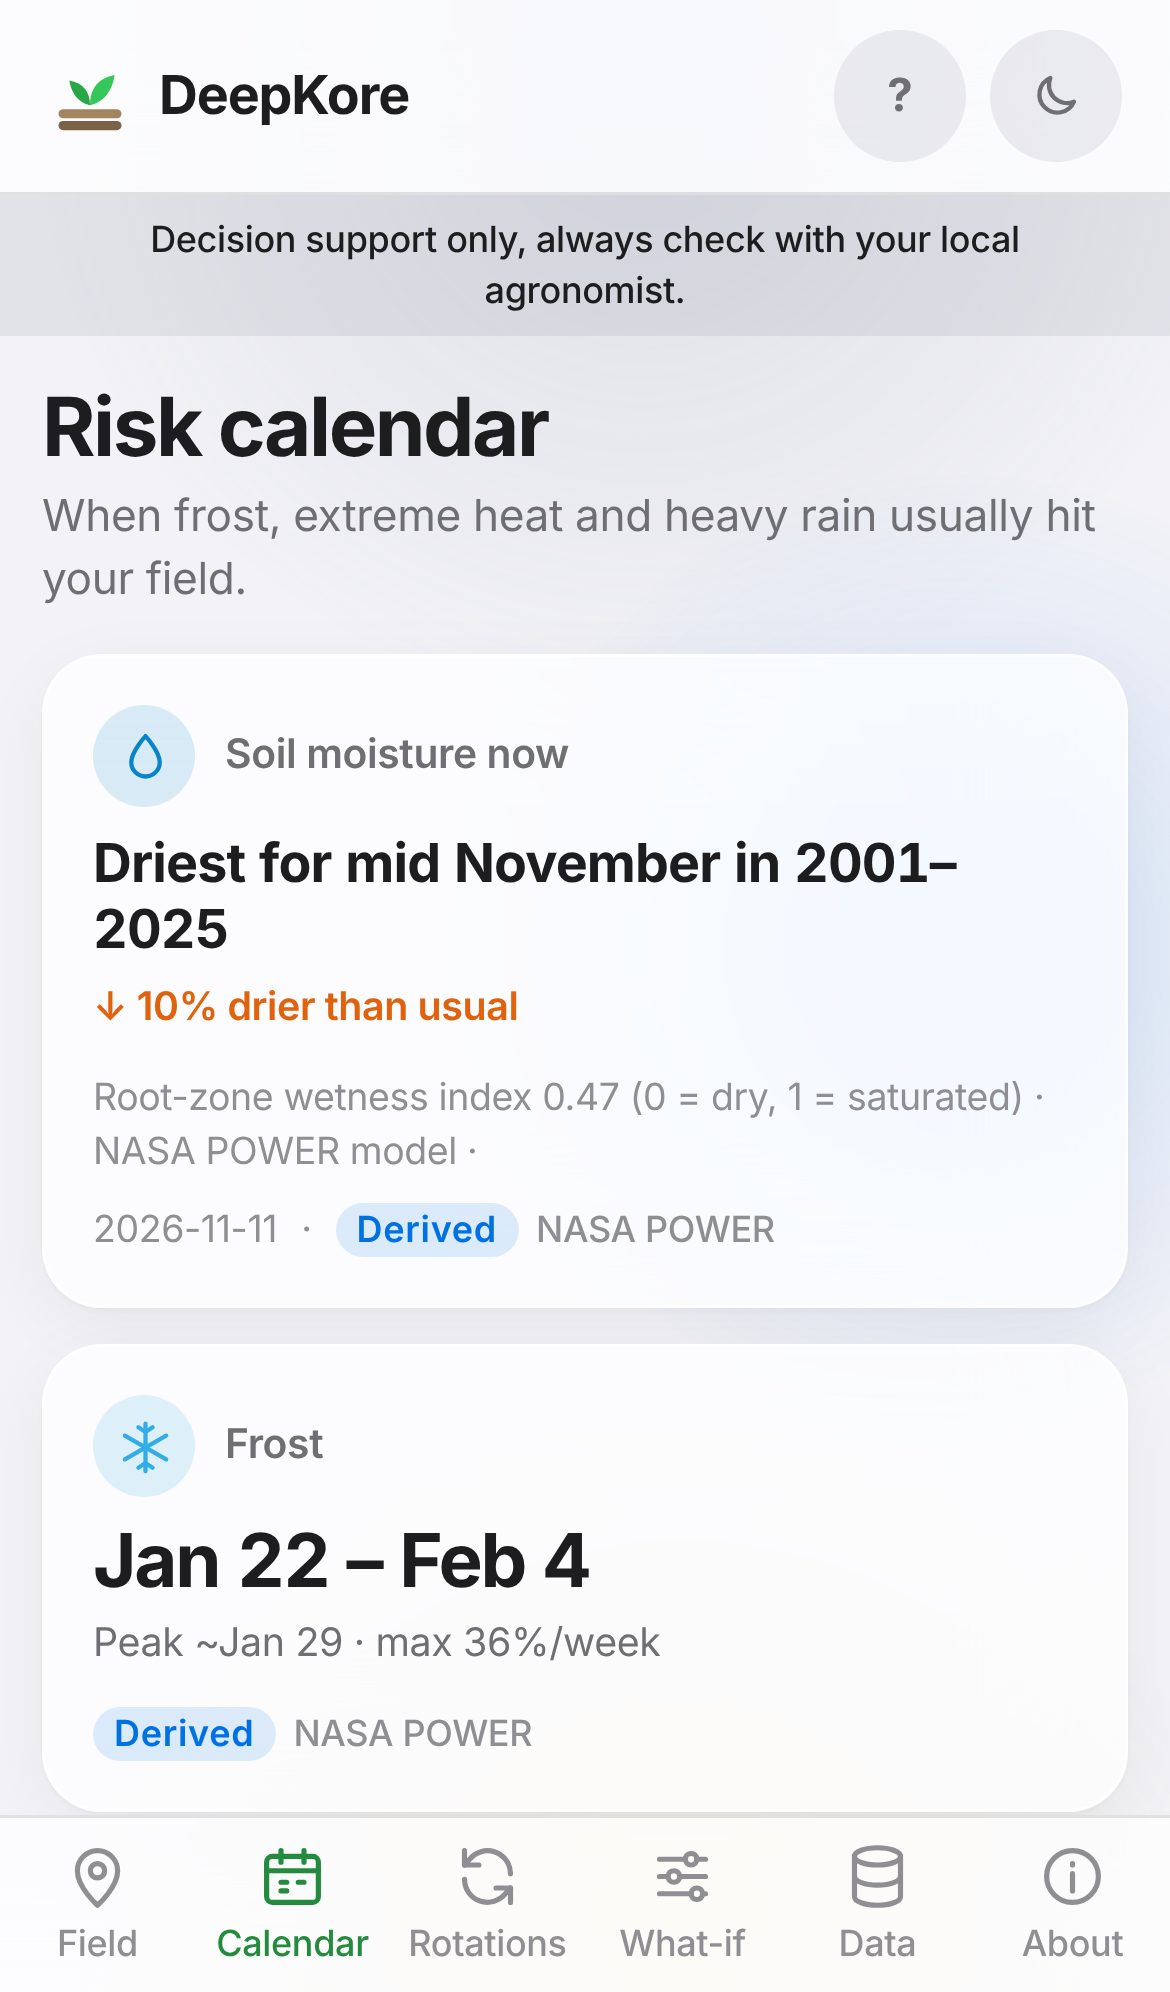 DeepKore
?
Decision support only, always check with your local
agronomist.
Risk calendar
When frost, extreme heat and heavy rain usually hit
your field.
Soil moisture now
Driest for mid November in 2001–
2025
↓ 10% drier than usual
Root-zone wetness index 0.47 (0 = dry, 1 = saturated) ·
NASA POWER model ·
2026-11-11 · Derived NASA POWER
Frost
Jan 22 – Feb 4
Peak ~Jan 29 · max 36%/week
Derived NASA POWER
Field Calendar Rotations What-if Data About